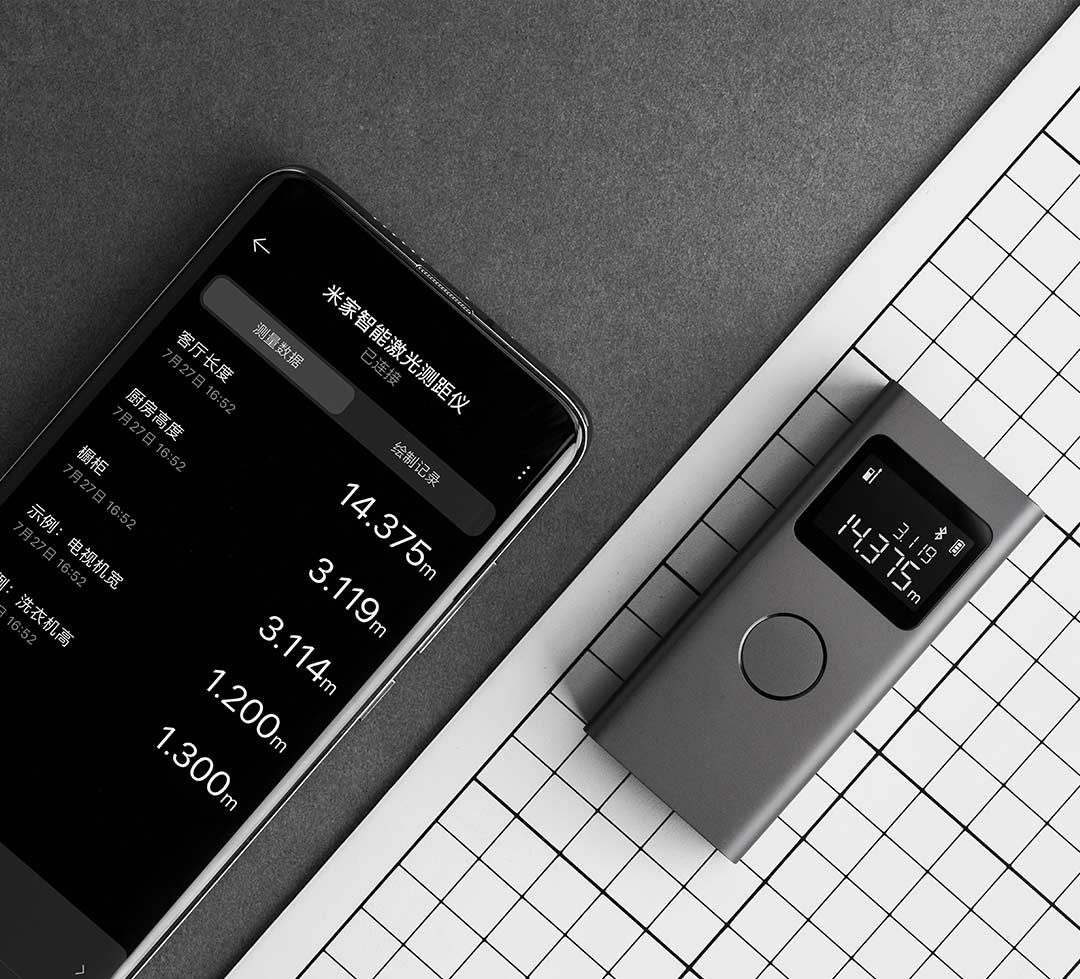 米家智能激光测距仪
已连接
测量数据
绘制记录
客厅长度
7月27日 16:52
14.375m
厨房高度
7月27日 16:52
3.119m
橱柜
7月27日 16:52
3.114m
示例：电视机宽
7月27日 16:52
1.200m
例：洗衣机高
16:52
1.300m
3.119
14.375m